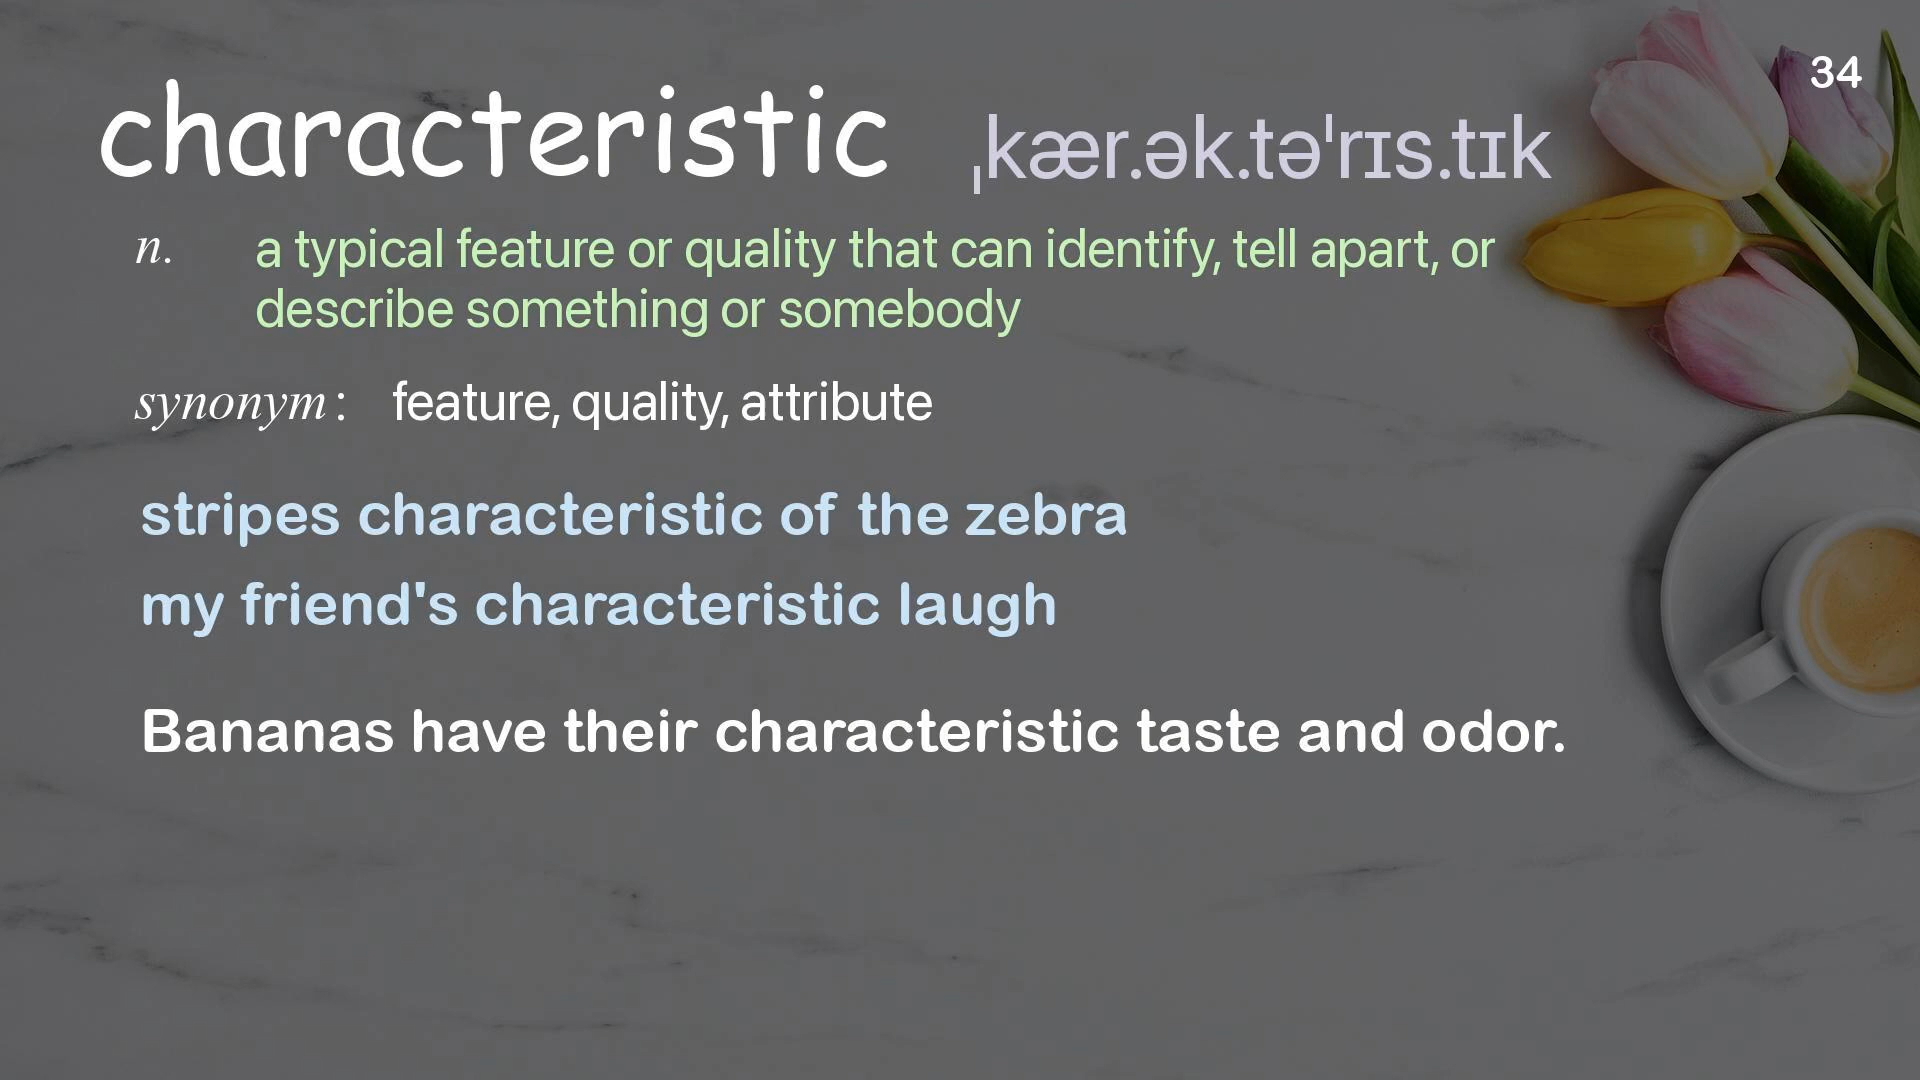 34
characteristic ˌkær.ək.təˈrɪs.tɪk
n. a typical feature or quality that can identify, tell apart, or
describe something or somebody
synonym: feature, quality, attribute
stripes characteristic of the zebra
my friend's characteristic laugh
Bananas have their characteristic taste and odor.